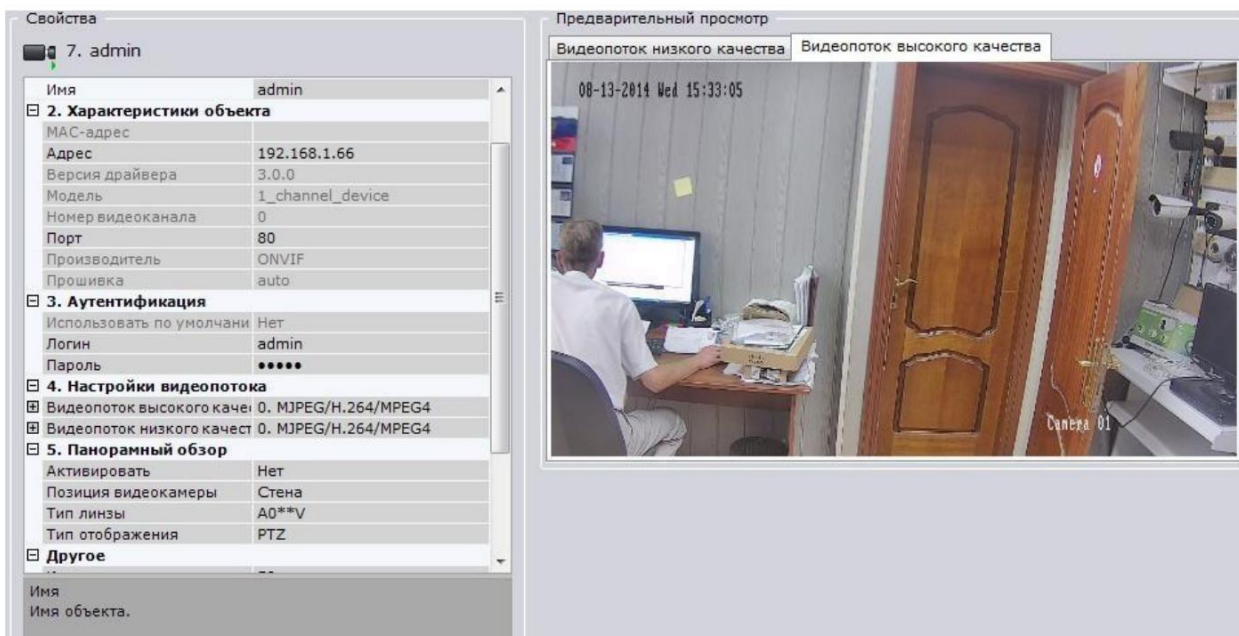 Свойства
7. admin
Имя admin
2. Характеристики объекта
MAC-адрес
Адрес 192.168.1.66
Версия драйвера 3.0.0
Модель 1_channel_device
Номер видеоканала 0
Порт 80
Производитель ONVIF
Прошивка auto
3. Аутентификация
Использовать по умолчани Нет
Логин admin
Пароль •••••
4. Настройки видеопотока
Видеопоток высокого качес 0. MJPEG/H.264/MPEG4
Видеопоток низкого качест 0. MJPEG/H.264/MPEG4
5. Панорамный обзор
Активировать Нет
Позиция видеокамеры Стена
Тип линзы A0**V
Тип отображения PTZ
Другое
Имя
Имя объекта.
Предварительный просмотр
Видеопоток низкого качества Видеопоток высокого качества
08-13-2014 Wed 15:33:05
Camera 01